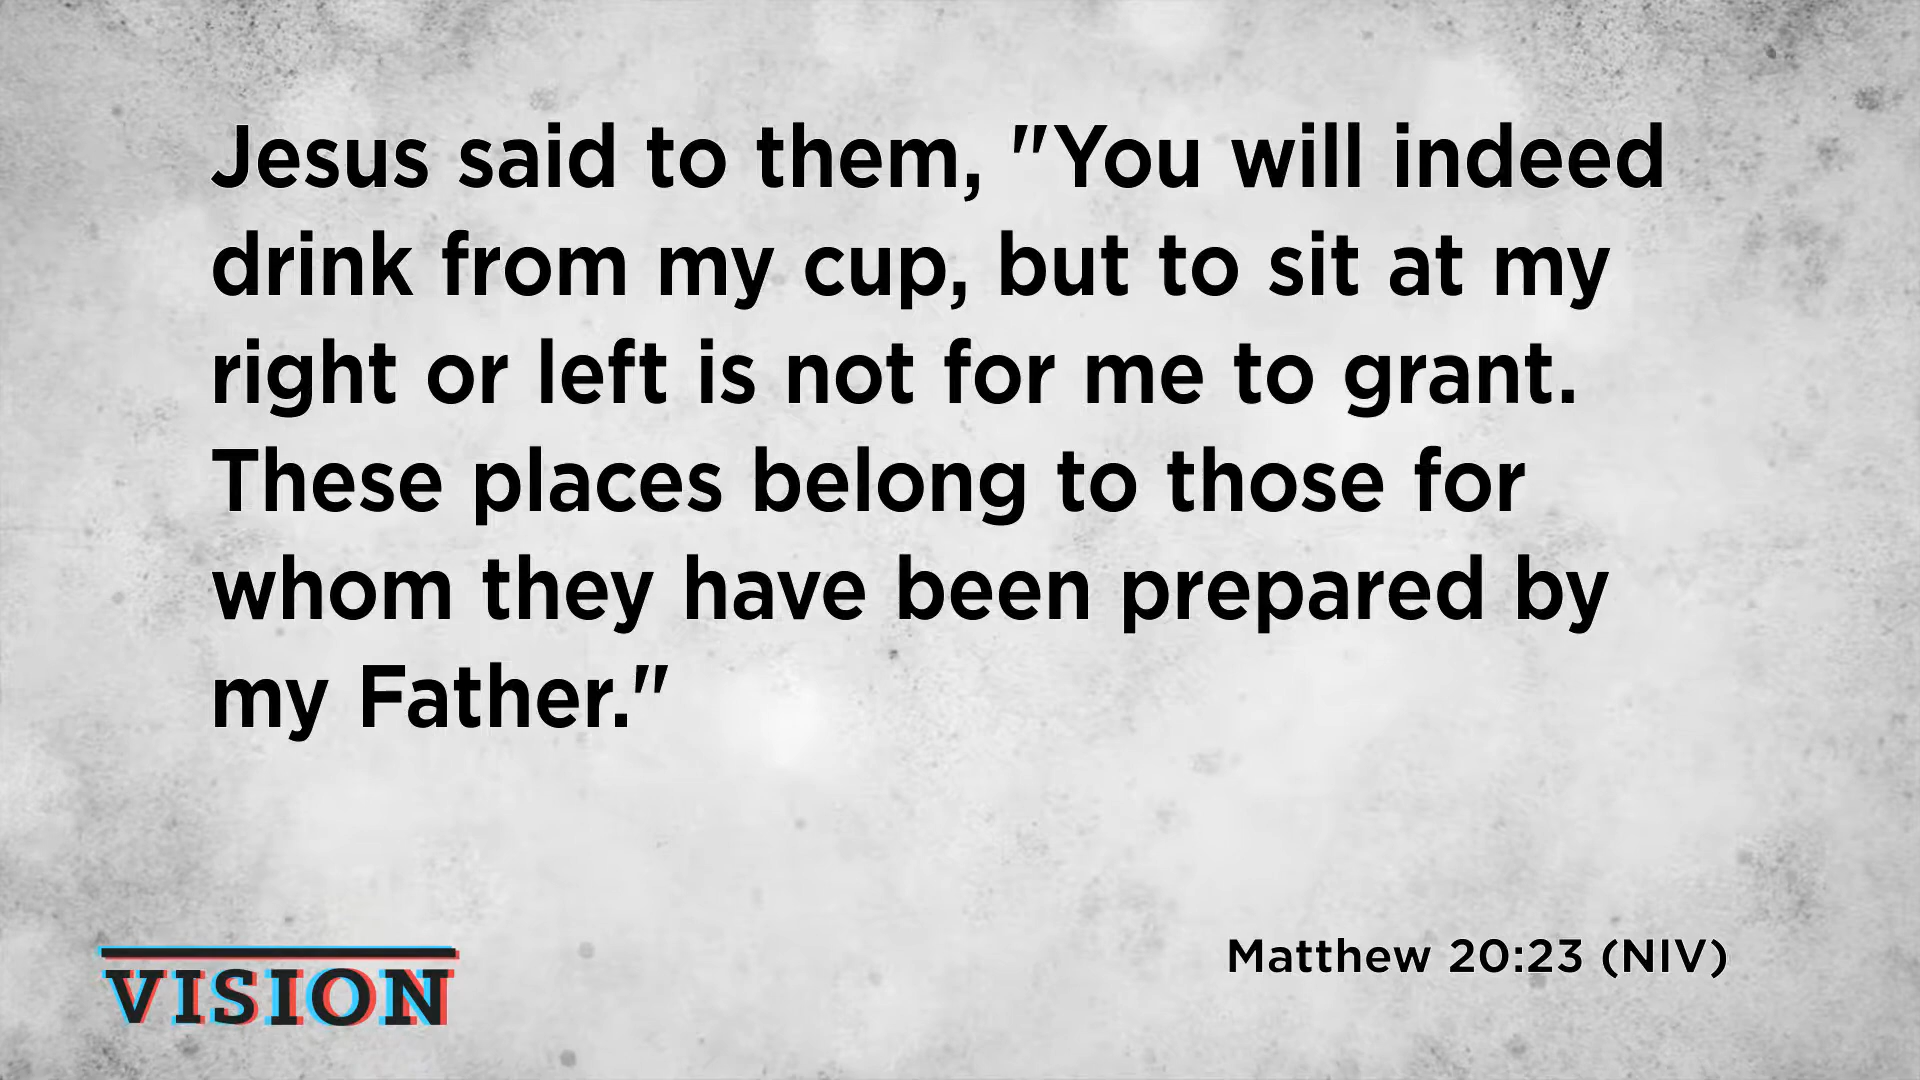 Jesus said to them, "You will indeed
drink from my cup, but to sit at my
right or left is not for me to grant.
These places belong to those for
whom they have been prepared by
my Father."
Matthew 20:23 (NIV)
VISION